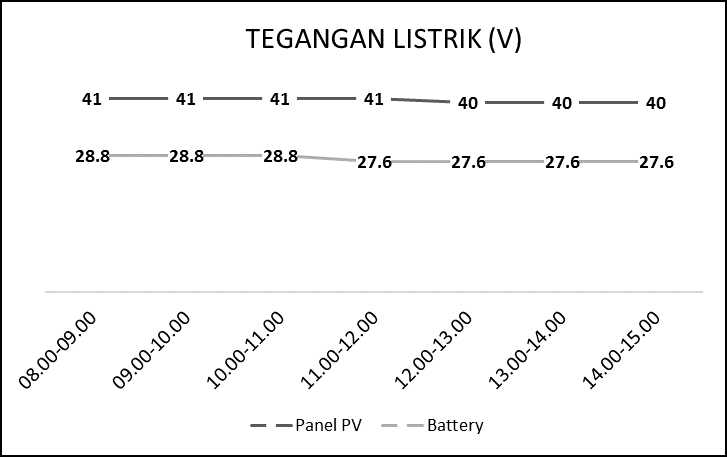 TEGANGAN LISTRIK (V)
41 41 41 41 40 40 40
28.8 28.8 28.8 27.6 27.6 27.6 27.6
08.00-09.00 09.00-10.00 10.00-11.00 11.00-12.00 12.00-13.00 13.00-14.00 14.00-15.00
Panel PV Battery